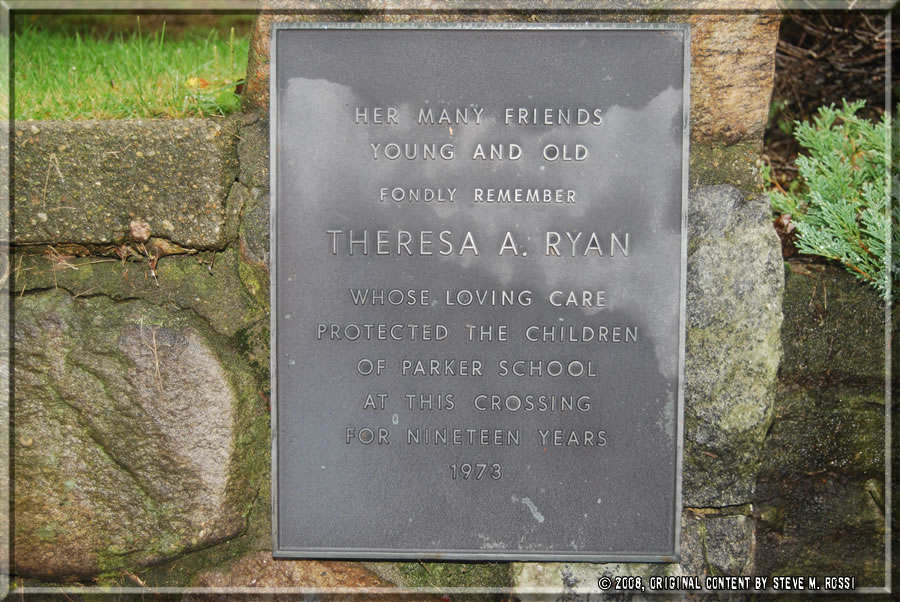 HER MANY FRIENDS
YOUNG AND OLD
FONDLY REMEMBER
THERESA A. RYAN
WHOSE LOVING CARE
PROTECTED THE CHILDREN
OF PARKER SCHOOL
AT THIS CROSSING
FOR NINETEEN YEARS
1973
© 2008, ORIGINAL CONTENT BY STEVE M. ROSSI